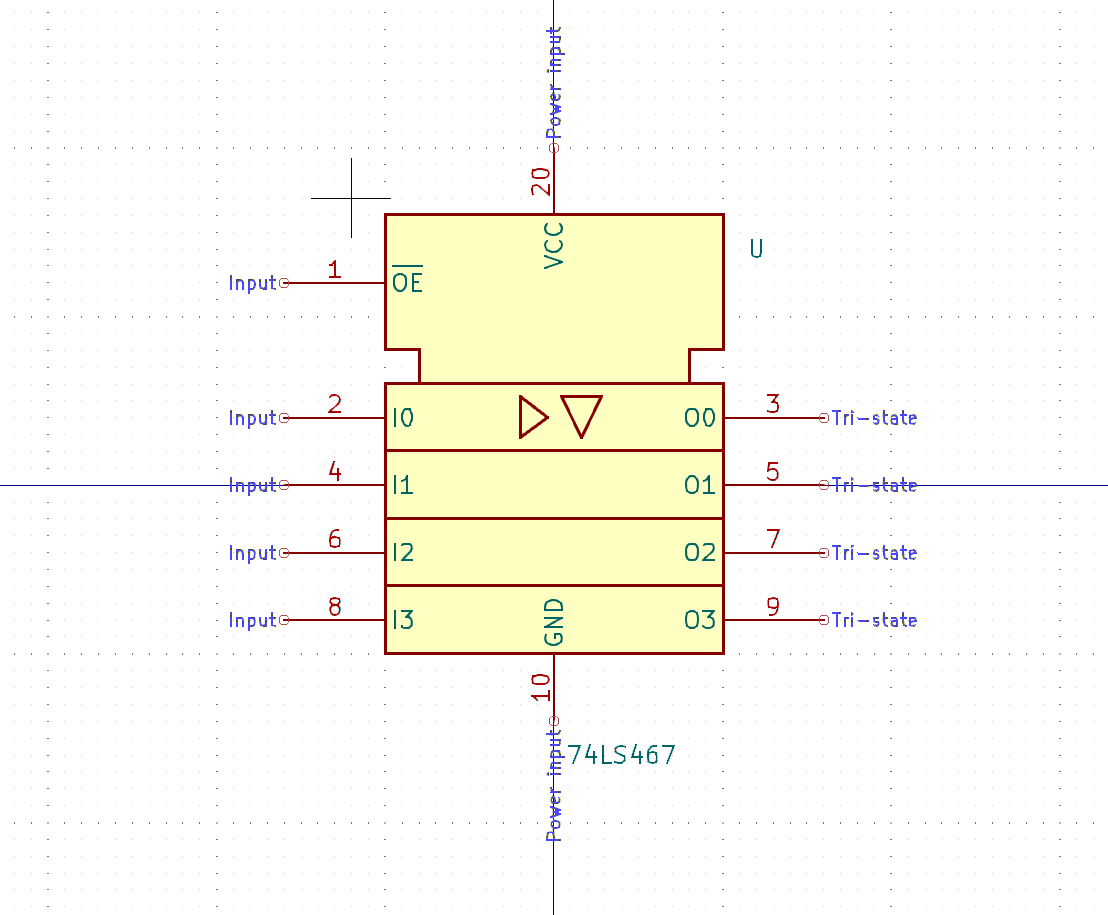 Power input
20
VCC
U
1
Input
OE
2
Input
I0
O0
3
Tri-state
4
Input
I1
O1
5
Tri-state
6
Input
I2
O2
7
Tri-state
8
Input
I3
GND
O3
9
Tri-state
10
74LS467
Power input